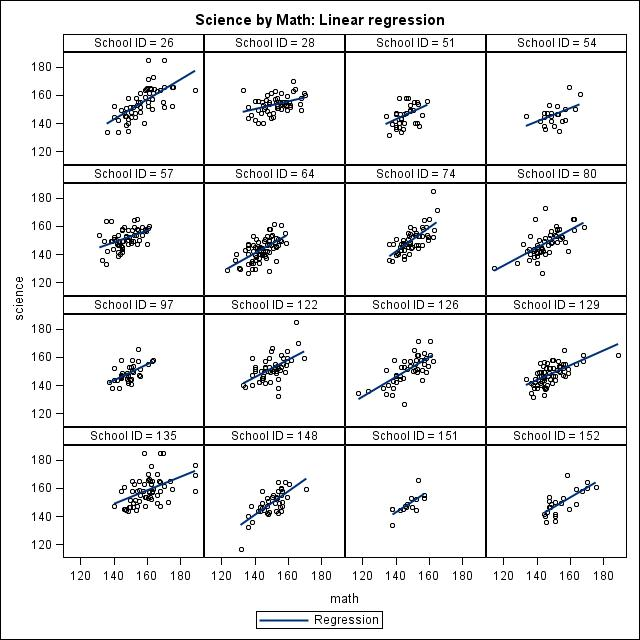 Science by Math: Linear regression
School ID = 26 School ID = 28 School ID = 51 School ID = 54
180
160
140
120
School ID = 57 School ID = 64 School ID = 74 School ID = 80
180
160
140
120
science
School ID = 97 School ID = 122 School ID = 126 School ID = 129
180
160
140
120
School ID = 135 School ID = 148 School ID = 151 School ID = 152
180
160
140
120
120 140 160 180 120 140 160 180 120 140 160 180 120 140 160 180
math
Regression